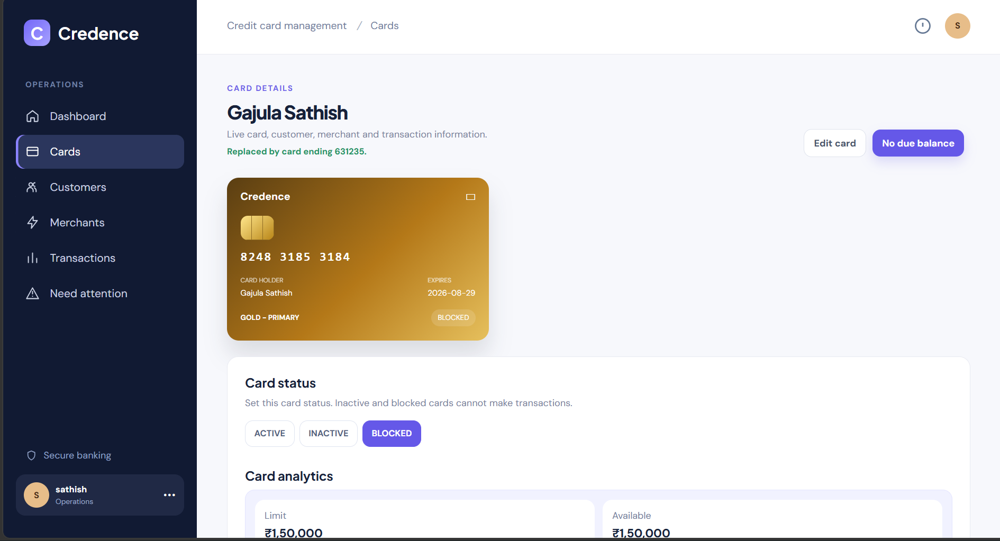 C Credence
OPERATIONS
Dashboard
Cards
Customers
Merchants
Transactions
Need attention
Secure banking
S
sathish
Operations
Credit card management / Cards
S
CARD DETAILS
Gajula Sathish
Live card, customer, merchant and transaction information.
Replaced by card ending 631235.
Edit card
No due balance
Credence
8248 3185 3184
CARD HOLDER
EXPIRES
Gajula Sathish
2026-08-29
GOLD - PRIMARY
BLOCKED
Card status
Set this card status. Inactive and blocked cards cannot make transactions.
ACTIVE
INACTIVE
BLOCKED
Card analytics
Limit
₹1,50,000
Available
₹1,50,000